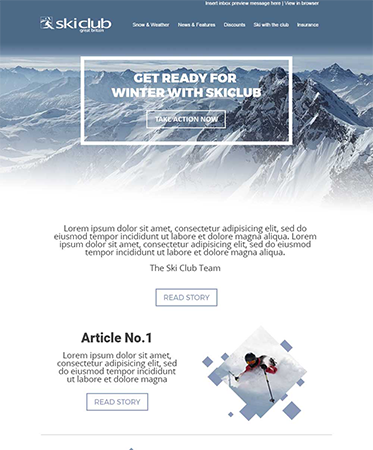 Insert inbox preview message here | View in browser
skiclub
great britain
Snow & Weather News & Features Discounts Ski with the club Insurance
GET READY FOR
WINTER WITH SKICLUB
TAKE ACTION NOW
Lorem ipsum dolor sit amet, consectetur adipisicing elit, sed do
eiusmod tempor incididunt ut labore et dolore magna aliqua. Lorem
ipsum dolor sit amet, consectetur adipisicing elit, sed do eiusmod
tempor incididunt ut labore et dolore magna aliqua.
The Ski Club Team
READ STORY
Article No.1
Lorem ipsum dolor sit amet,
consectetur adipisicing elit, sed
do eiusmod tempor incididunt ut
labore et dolore magna
READ STORY